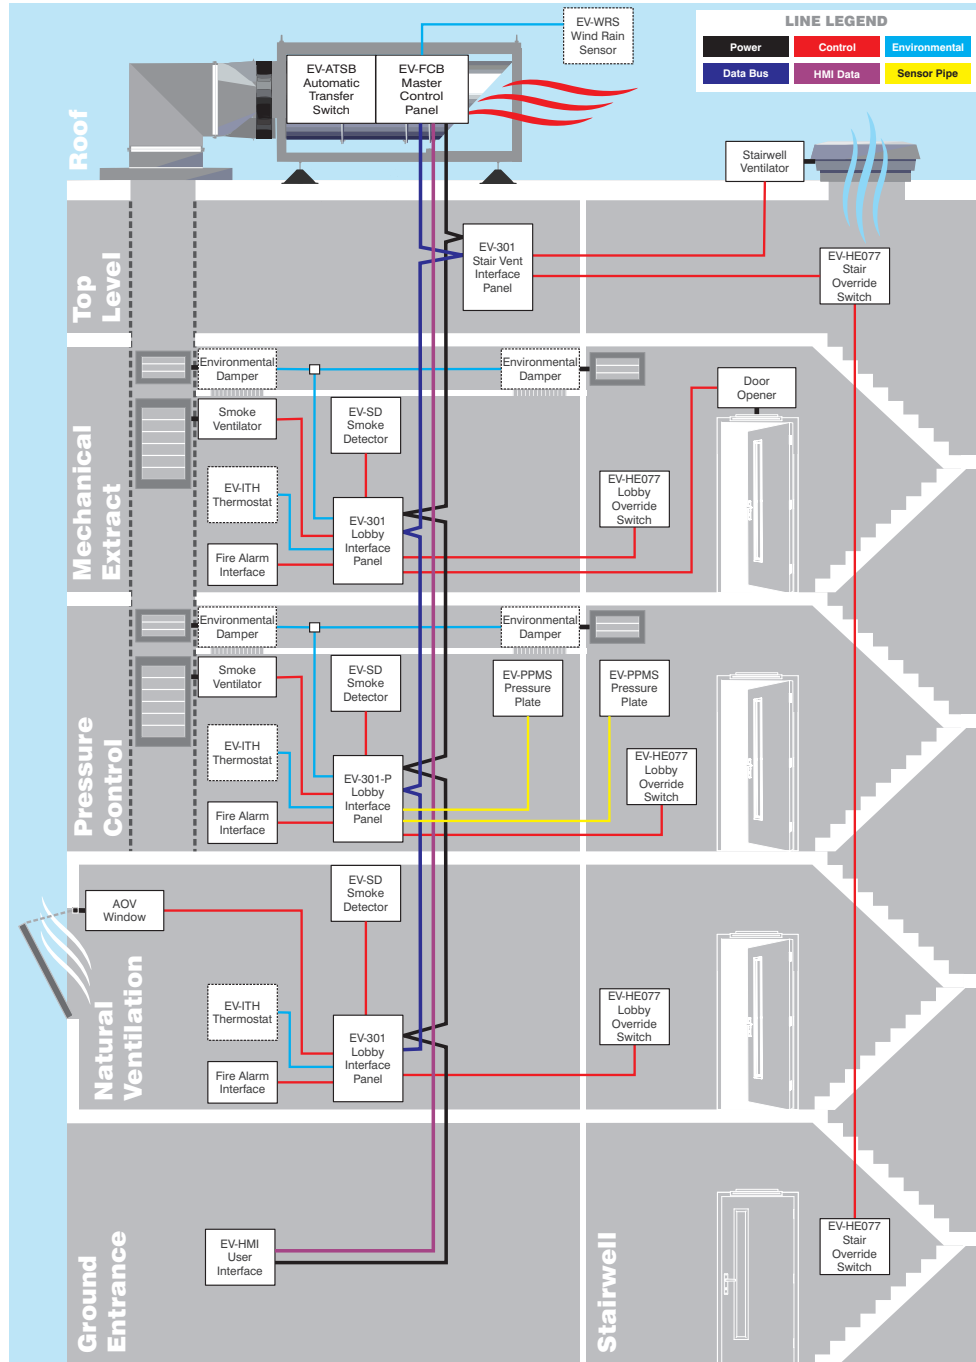 LINE LEGEND
Power
Control
Environmental
Data Bus
HMI Data
Sensor Pipe
EV-WRS
Wind Rain
Sensor
EV-ATSB
Automatic
Transfer
Switch
EV-FCB
Master
Control
Panel
Roof
Stairwell
Ventilator
Top
Level
EV-301
Stair Vent
Interface
Panel
EV-HE077
Stair
Override
Switch
Mechanical
Extract
Environmental
Damper
Environmental
Damper
Smoke
Ventilator
EV-SD
Smoke
Detector
Door
Opener
EV-ITH
Thermostat
EV-301
Lobby
Interface
Panel
EV-HE077
Lobby
Override
Switch
Fire Alarm
Interface
Pressure
Control
Environmental
Damper
Environmental
Damper
Smoke
Ventilator
EV-SD
Smoke
Detector
EV-PPMS
Pressure
Plate
EV-PPMS
Pressure
Plate
EV-ITH
Thermostat
EV-301-P
Lobby
Interface
Panel
EV-HE077
Lobby
Override
Switch
Fire Alarm
Interface
Natural
Ventilation
AOV
Window
EV-SD
Smoke
Detector
EV-ITH
Thermostat
EV-301
Lobby
Interface
Panel
EV-HE077
Lobby
Override
Switch
Fire Alarm
Interface
Ground
Entrance
EV-HMI
User
Interface
Stairwell
EV-HE077
Stair
Override
Switch